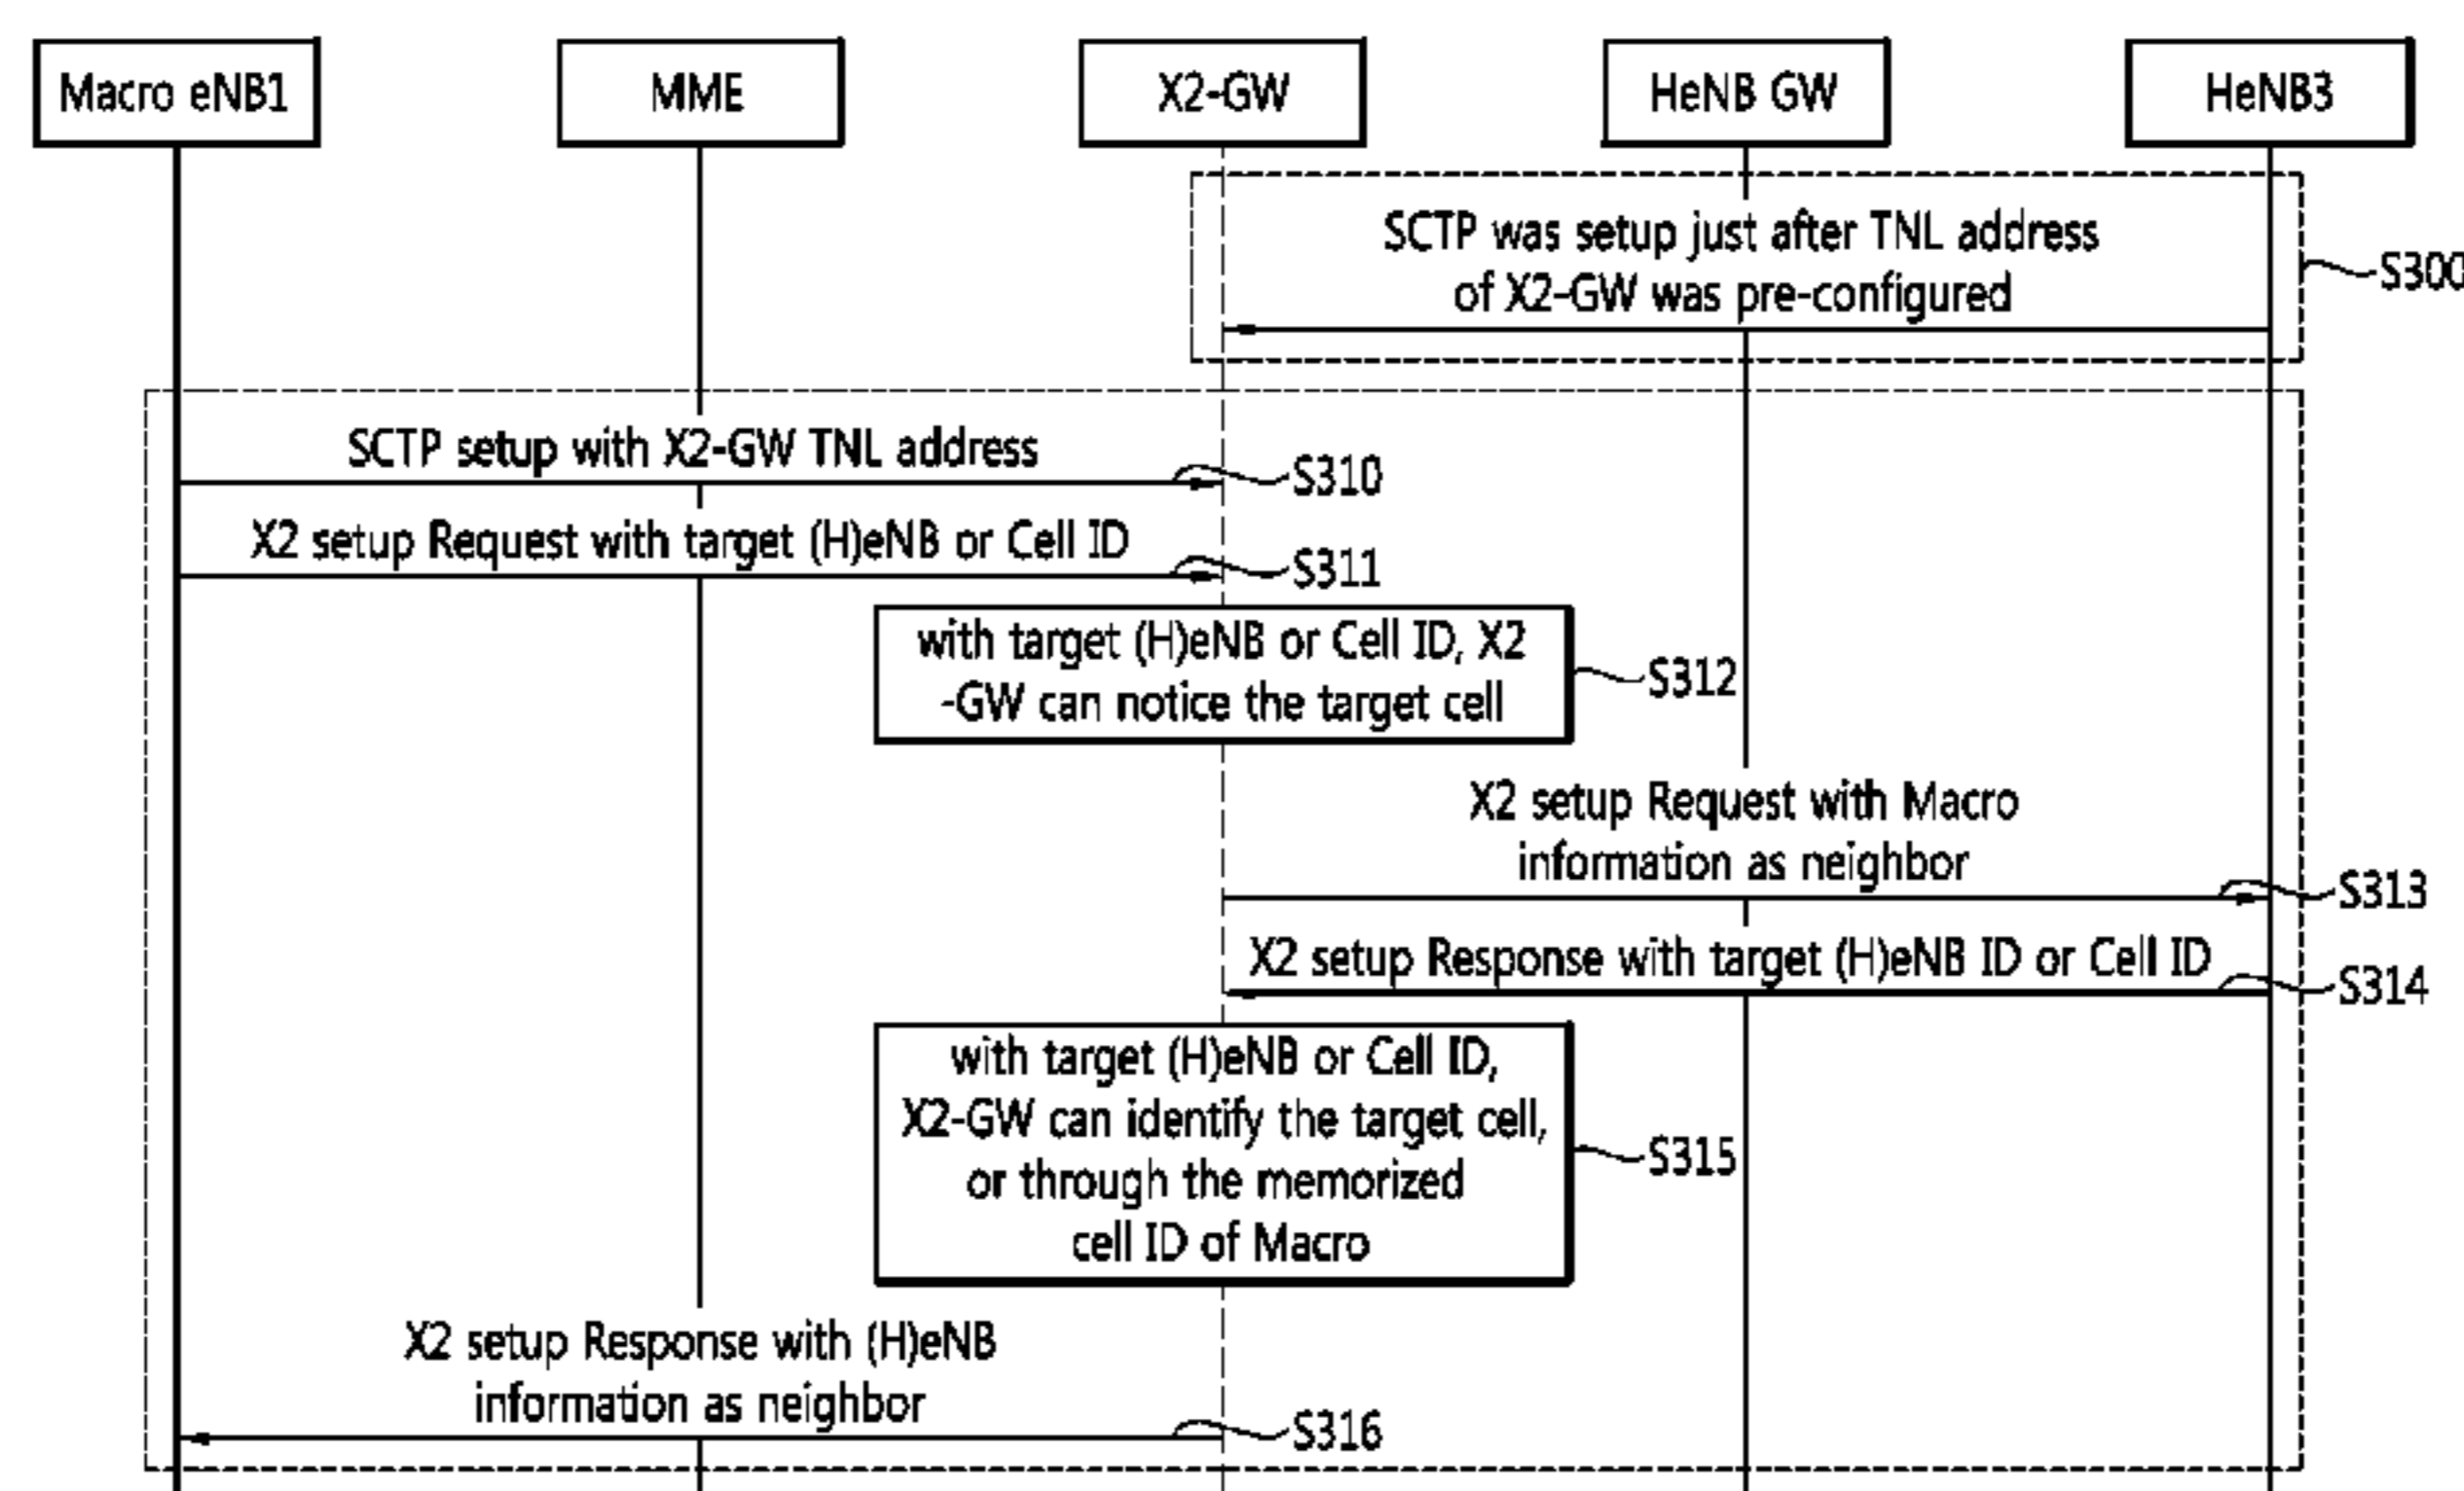 Macro eNB1
MME
X2-GW
HeNB GW
HeNB3
SCTP was setup just after TNL address
of X2-GW was pre-configured
S300
SCTP setup with X2-GW TNL address
S310
X2 setup Request with target (H)eNB or Cell ID
S311
with target (H)eNB or Cell ID, X2
-GW can notice the target cell
S312
X2 setup Request with Macro
information as neighbor
S313
X2 setup Response with target (H)eNB ID or Cell ID
S314
with target (H)eNB or Cell ID,
X2-GW can identify the target cell,
or through the memorized
cell ID of Macro
S315
X2 setup Response with (H)eNB
information as neighbor
S316